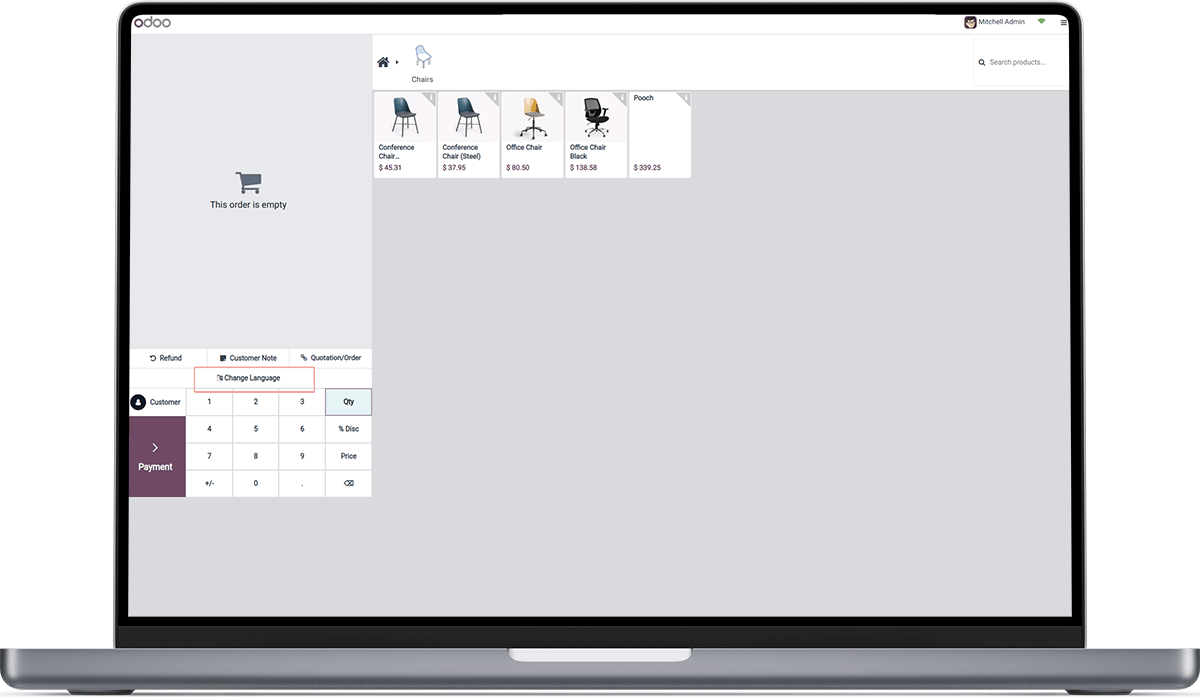 odoo
Mitchell Admin
Chairs
Search products...
Conference
Chair...
$ 45.31
Conference
Chair (Steel)
$ 37.95
Office Chair
$ 80.50
Office Chair
Black
$ 138.58
Pooch
$ 339.25
This order is empty
Refund
Customer Note
Quotation/Order
Change Language
Customer
1 2 3 Qty
4 5 6 % Disc
Payment
7 8 9 Price
+/- 0 . ⌫